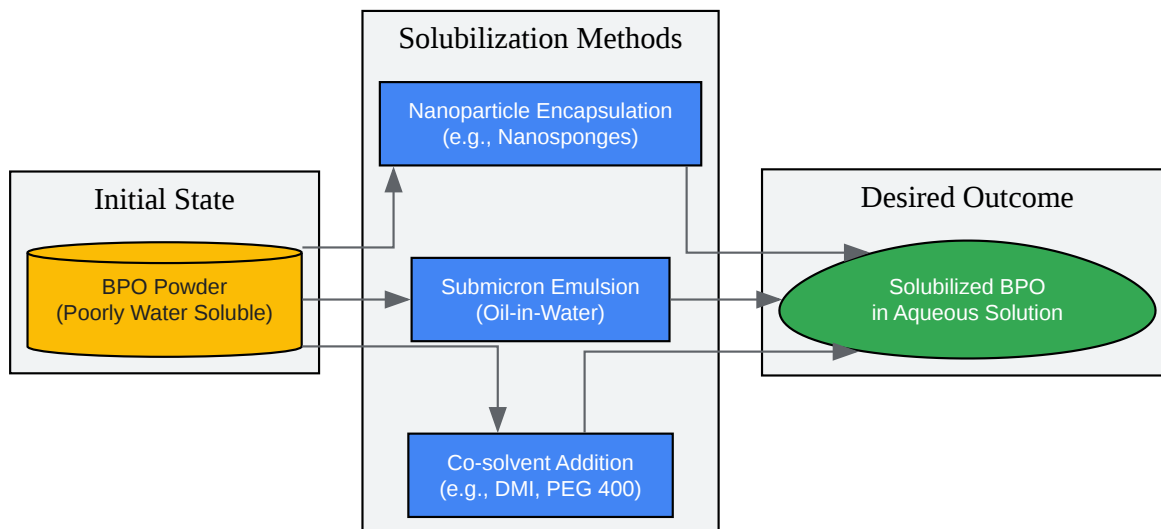 Initial State
BPO Powder
(Poorly Water Soluble)
Solubilization Methods
Nanoparticle Encapsulation
(e.g., Nanosponges)
Submicron Emulsion
(Oil-in-Water)
Co-solvent Addition
(e.g., DMI, PEG 400)
Desired Outcome
Solubilized BPO
in Aqueous Solution